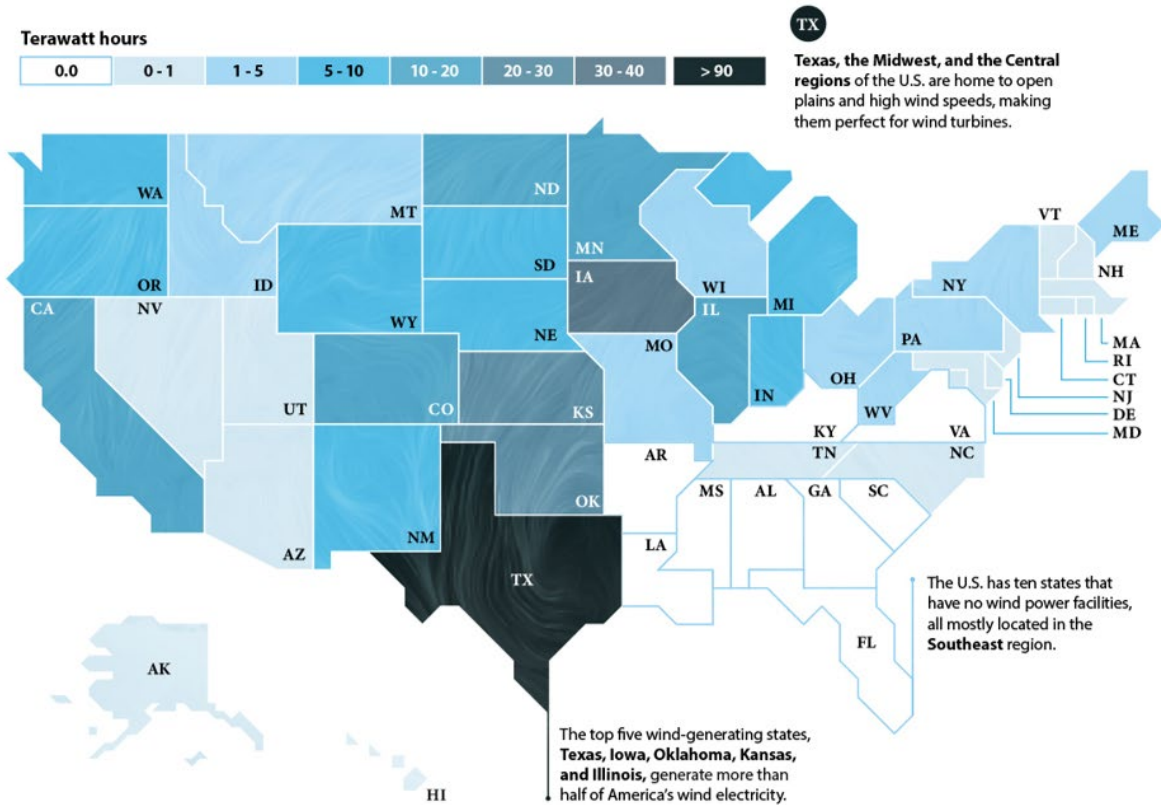 Terawatt hours
0.0 0 - 1 1 - 5 5 - 10 10 - 20 20 - 30 30 - 40 > 90
TX
Texas, the Midwest, and the Central
regions of the U.S. are home to open
plains and high wind speeds, making
them perfect for wind turbines.
WA
MT
ND
MN
OR
ID
WY
SD
IA
WI
MI
NY
VT
ME
NH
CA
NV
UT
CO
NE
KS
MO
IL
IN
OH
PA
WV
KY
VA
MA
RI
CT
NJ
DE
MD
AZ
NM
OK
AR
TN
NC
TX
LA
MS
AL
GA
SC
FL
The U.S. has ten states that
have no wind power facilities,
all mostly located in the
Southeast region.
AK
HI
The top five wind-generating states,
Texas, Iowa, Oklahoma, Kansas,
and Illinois, generate more than
half of America's wind electricity.